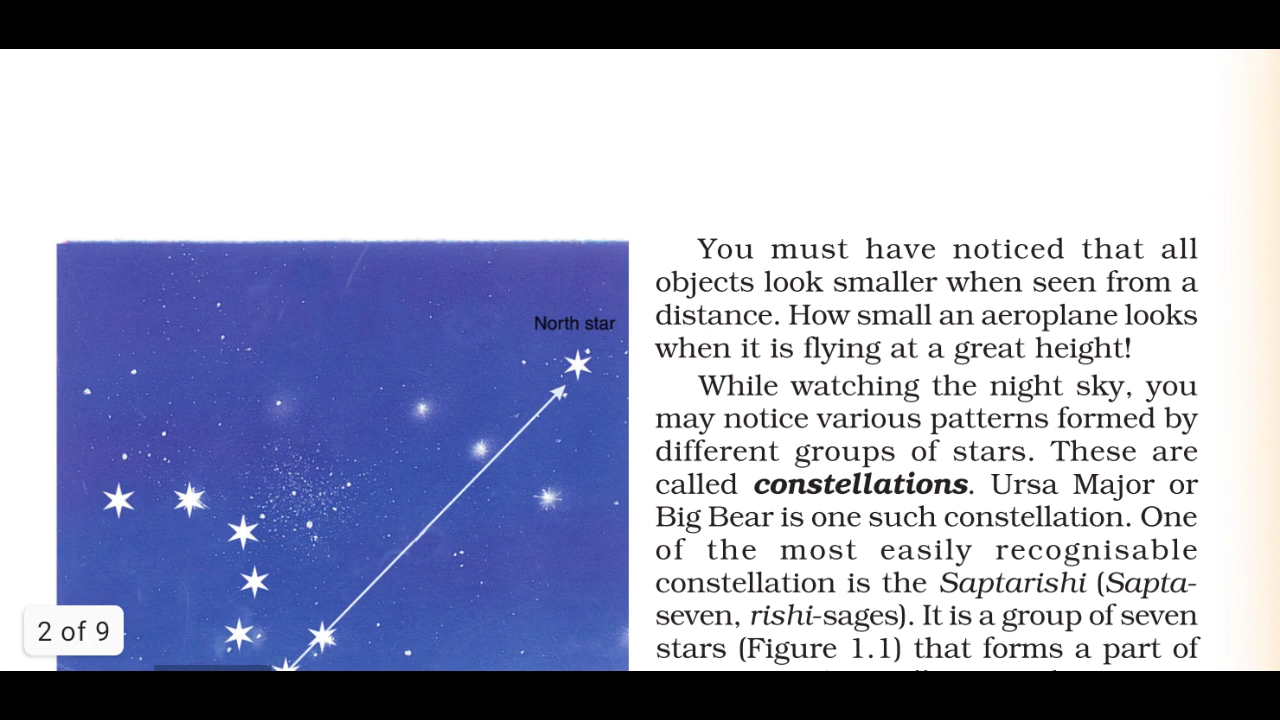 North star
You must have noticed that all
objects look smaller when seen from a
distance. How small an aeroplane looks
when it is flying at a great height!
While watching the night sky, you
may notice various patterns formed by
different groups of stars. These are
called constellations. Ursa Major or
Big Bear is one such constellation. One
of the most easily recognisable
constellation is the Saptarishi (Sapta-
seven, rishi-sages). It is a group of seven
stars (Figure 1.1) that forms a part of
2 of 9